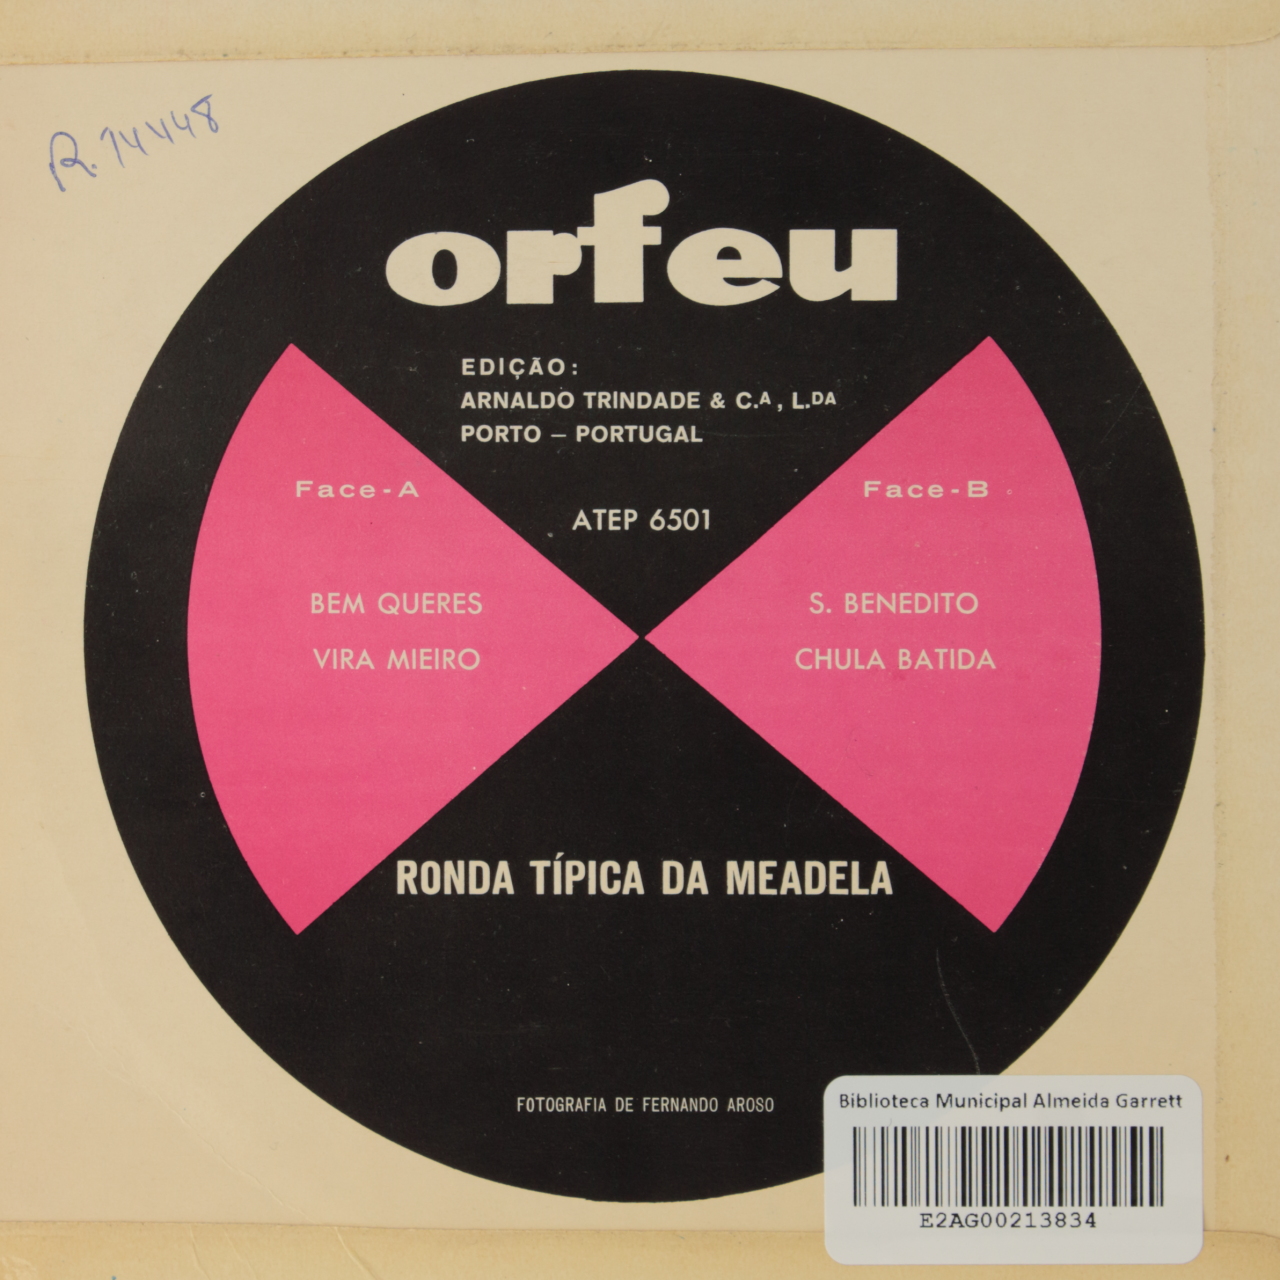 R. 14448
orfeu
EDIÇÃO:
ARNALDO TRINDADE & C.A, L.DA
PORTO – PORTUGAL
Face-A
Face-B
ATEP 6501
BEM QUERES
S. BENEDITO
VIRA MIEIRO
CHULA BATIDA
RONDA TÍPICA DA MEADELA
FOTOGRAFIA DE FERNANDO AROSO
Biblioteca Municipal Almeida Garrett
E2AG00213834